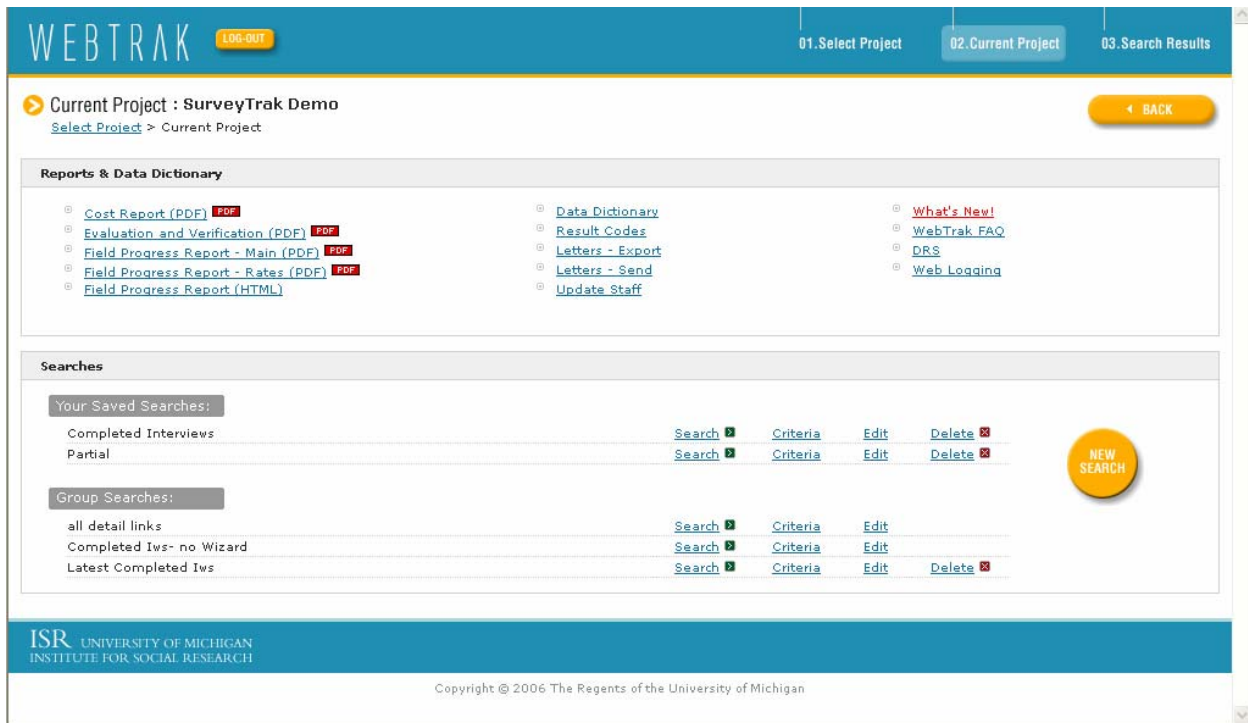 WEBTRAK LOG-OUT 01.Select Project 02.Current Project 03.Search Results
Current Project : SurveyTrak Demo
BACK
Select Project > Current Project
Reports & Data Dictionary
Cost Report (PDF) PDF
Evaluation and Verification (PDF) PDF
Field Progress Report - Main (PDF) PDF
Field Progress Report - Rates (PDF) PDF
Field Progress Report (HTML)
Data Dictionary
Result Codes
Letters - Export
Letters - Send
Update Staff
What's New!
WebTrak FAQ
DRS
Web Logging
Searches
Your Saved Searches:
Completed Interviews Search Criteria Edit Delete
Partial Search Criteria Edit Delete
NEW
SEARCH
Group Searches:
all detail links Search Criteria Edit
Completed Iws- no Wizard Search Criteria Edit
Latest Completed Iws Search Criteria Edit Delete
ISR UNIVERSITY OF MICHIGAN
INSTITUTE FOR SOCIAL RESEARCH
Copyright © 2006 The Regents of the University of Michigan